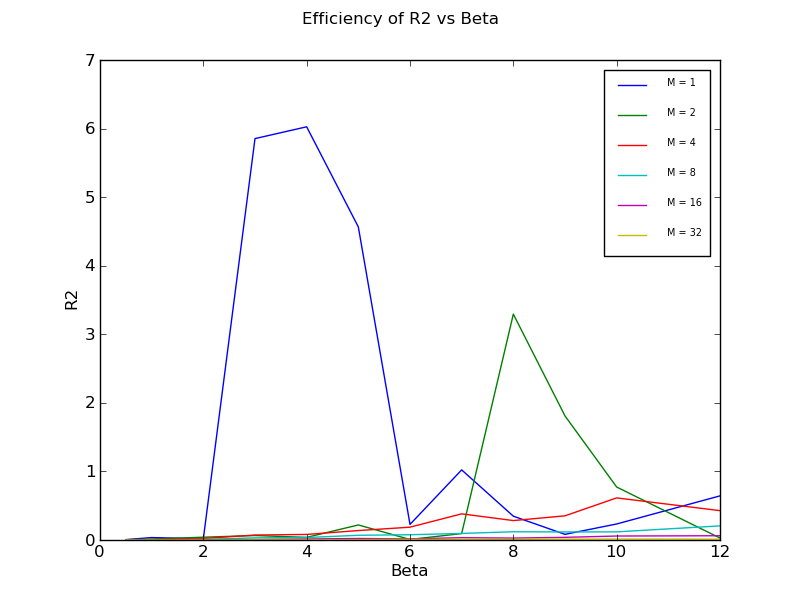 Efficiency of R2 vs Beta
7
6
5
4
3
2
1
0
R2
0 2 4 6 8 10 12
Beta
M = 1
M = 2
M = 4
M = 8
M = 16
M = 32